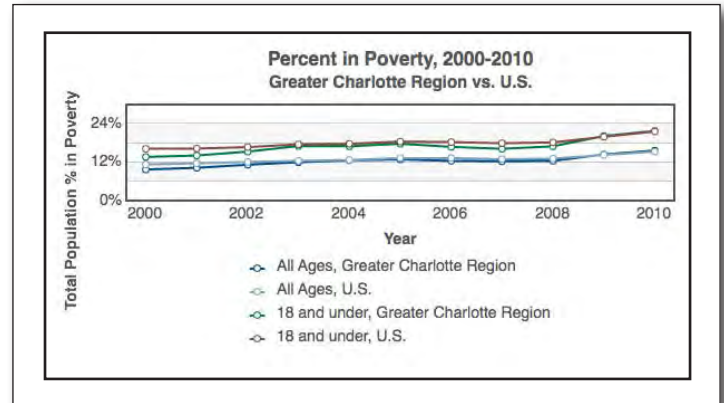 Percent in Poverty, 2000-2010
Greater Charlotte Region vs. U.S.
Total Population % in Poverty
24%
12%
0%
2000 2002 2004 2006 2008 2010
Year
All Ages, Greater Charlotte Region
All Ages, U.S.
18 and under, Greater Charlotte Region
18 and under, U.S.